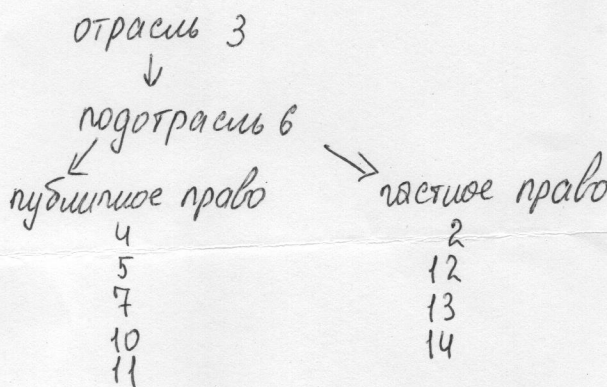 отрасль 3
↓
подотрасль 6
публичное право
частное право
4
2
5
12
7
13
10
14
11